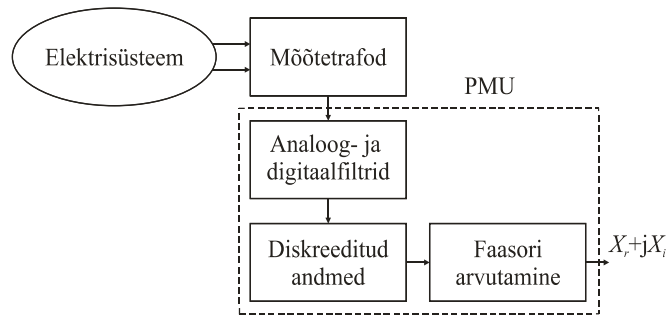 Elektrisüsteem
Mõõtetrafod
PMU
Analoog- ja
digitaalfiltrid
Diskreeditud
andmed
Faasori
arvutamine
Xr+jXi